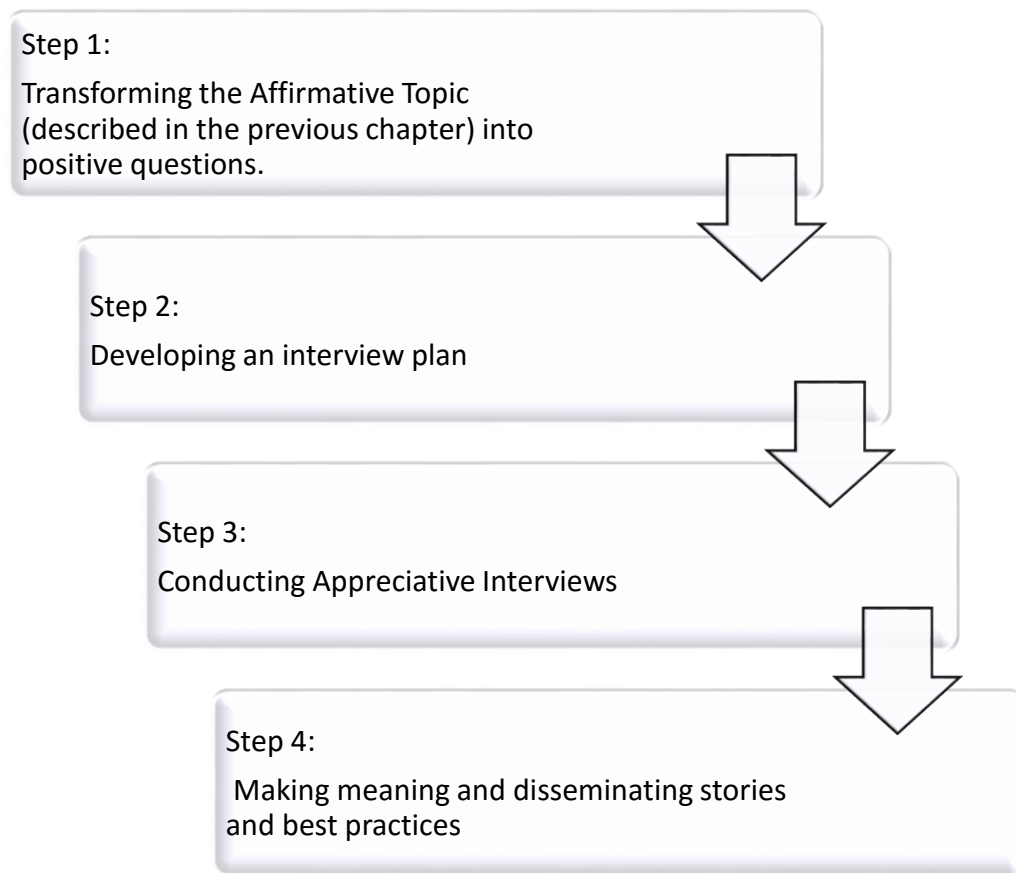 Step 1:
Transforming the Affirmative Topic
(described in the previous chapter) into
positive questions.
Step 2:
Developing an interview plan
Step 3:
Conducting Appreciative Interviews
Step 4:
Making meaning and disseminating stories
and best practices